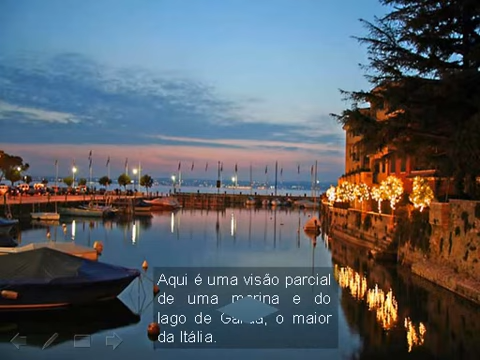 Aqui é uma visão parcial
de uma marina e do
lago de Garda, o maior
da Itália.